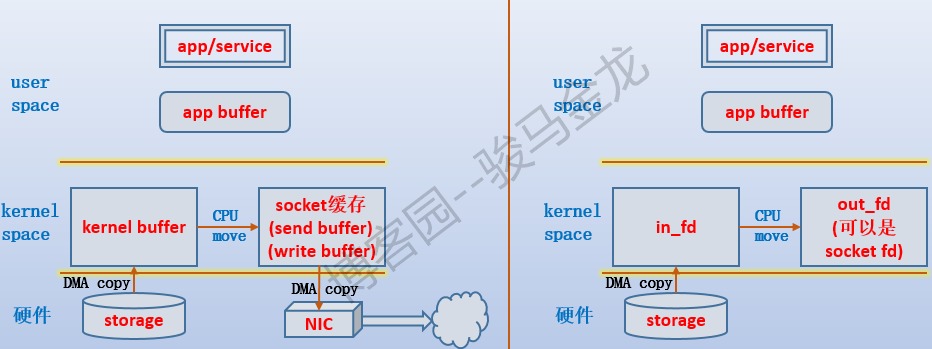 app/service
user
space
app buffer
kernel
space
kernel buffer
CPU
move
socket缓存
(send buffer)
(write buffer)
DMA copy
DMA copy
硬件
storage
NIC
app/service
user
space
app buffer
kernel
space
in_fd
CPU
move
out_fd
(可以是
socket fd)
DMA copy
硬件
storage
博客园--骏马金龙